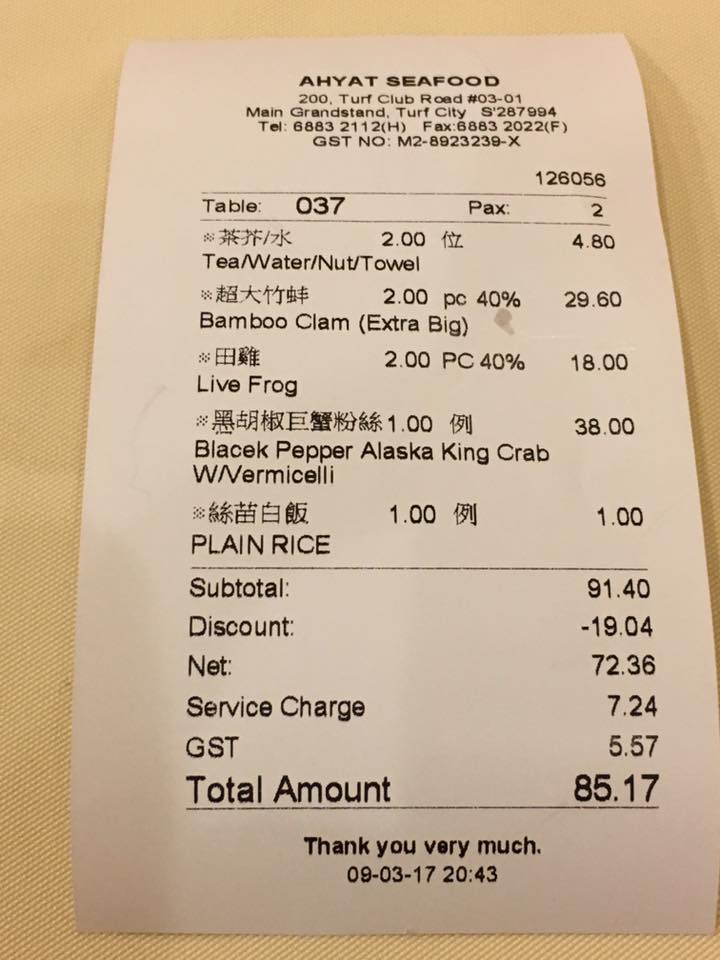 AHYAT SEAFOOD
200, Turf Club Road #03-01
Main Grandstand, Turf City S'287994
Tel: 6883 2112(H) Fax:6883 2022(F)
GST NO: M2-8923239-X
126056
Table: 037 Pax: 2
※茶芥/水 2.00 位 4.80
Tea/Water/Nut/Towel
※超大竹蚌 2.00 pc 40% 29.60
Bamboo Clam (Extra Big)
※田雞 2.00 PC 40% 18.00
Live Frog
※黑胡椒巨蟹粉絲 1.00 例 38.00
Blacek Pepper Alaska King Crab
W/Vermicelli
※絲苗白飯 1.00 例 1.00
PLAIN RICE
Subtotal: 91.40
Discount: -19.04
Net: 72.36
Service Charge 7.24
GST 5.57
Total Amount 85.17
Thank you very much.
09-03-17 20:43